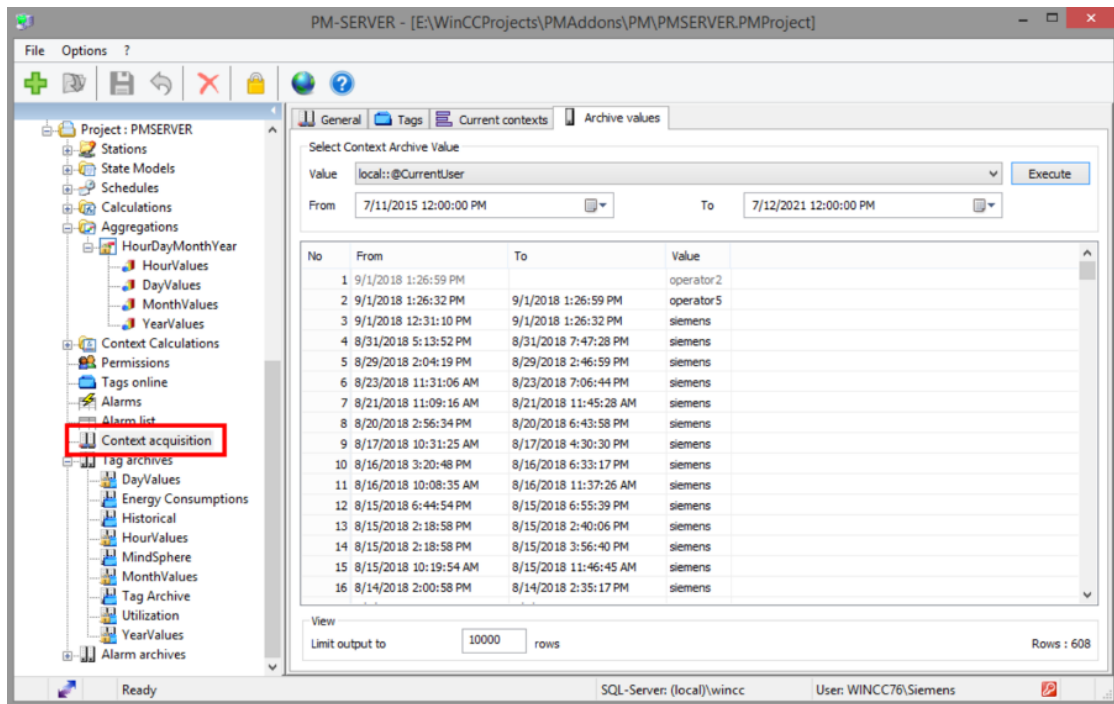 PM-SERVER - [E:\WinCCProjects\PMAddons\PM\PMSERVER.PMProject]
File Options ?
Project : PMSERVER
Stations
State Models
Schedules
Calculations
Aggregations
HourDayMonthYear
HourValues
DayValues
MonthValues
YearValues
Context Calculations
Permissions
Tags online
Alarms
Alarm list
Context acquisition
Tag archives
DayValues
Energy Consumptions
Historical
HourValues
MindSphere
MonthValues
Tag Archive
Utilization
YearValues
Alarm archives
General Tags Current contexts Archive values
Select Context Archive Value
Value local::@CurrentUser Execute
From 7/11/2015 12:00:00 PM To 7/12/2021 12:00:00 PM
No From To Value
1 9/1/2018 1:26:59 PM operator2
2 9/1/2018 1:26:32 PM 9/1/2018 1:26:59 PM operator5
3 9/1/2018 12:31:10 PM 9/1/2018 1:26:32 PM siemens
4 8/31/2018 5:13:52 PM 8/31/2018 7:47:28 PM siemens
5 8/29/2018 2:04:19 PM 8/29/2018 2:46:59 PM siemens
6 8/23/2018 11:31:06 AM 8/23/2018 7:06:44 PM siemens
7 8/21/2018 11:09:16 AM 8/21/2018 11:45:28 AM siemens
8 8/20/2018 2:56:34 PM 8/20/2018 6:43:58 PM siemens
9 8/17/2018 10:31:25 AM 8/17/2018 4:30:30 PM siemens
10 8/16/2018 3:20:48 PM 8/16/2018 6:33:17 PM siemens
11 8/16/2018 10:08:35 AM 8/16/2018 11:37:26 AM siemens
12 8/15/2018 6:44:54 PM 8/15/2018 6:55:39 PM siemens
13 8/15/2018 2:18:58 PM 8/15/2018 2:40:06 PM siemens
14 8/15/2018 2:18:58 PM 8/15/2018 3:56:40 PM siemens
15 8/15/2018 10:19:54 AM 8/15/2018 11:46:45 AM siemens
16 8/14/2018 2:00:58 PM 8/14/2018 2:35:17 PM siemens
View
Limit output to 10000 rows Rows : 608
Ready SQL-Server: (local)\wincc User: WINCC76\Siemens